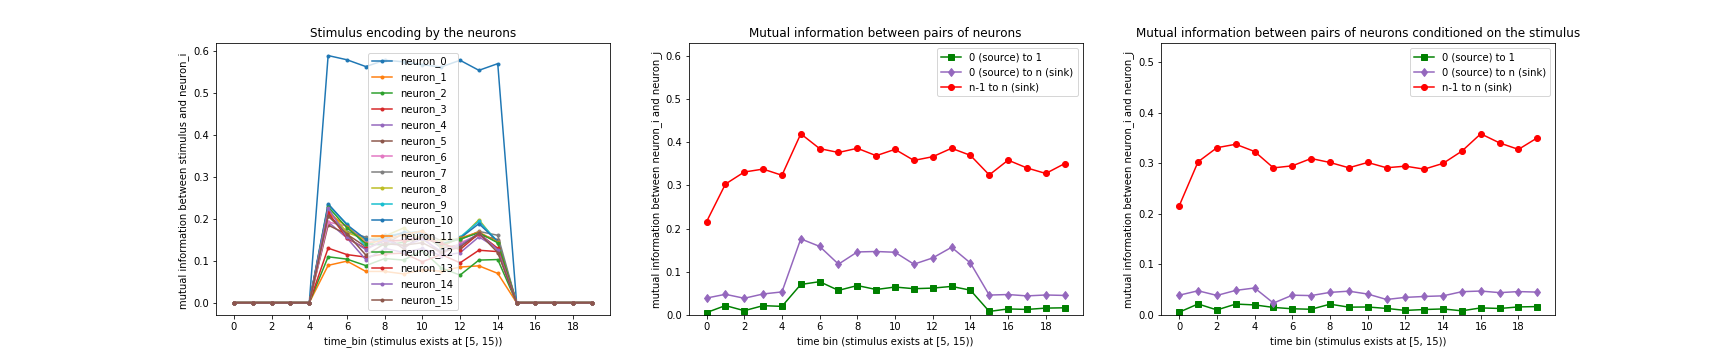 Stimulus encoding by the neurons
mutual information between stimulus and neuron_i
0.6
0.5
0.4
0.3
0.2
0.1
0.0
neuron_0
neuron_1
neuron_2
neuron_3
neuron_4
neuron_5
neuron_6
neuron_7
neuron_8
neuron_9
neuron_10
neuron_11
neuron_12
neuron_13
neuron_14
neuron_15
0 2 4 6 8 10 12 14 16 18
time_bin (stimulus exists at [5, 15))
Mutual information between pairs of neurons
mutual information between neuron_i and neuron_j
0.6
0.5
0.4
0.3
0.2
0.1
0.0
0 (source) to 1
0 (source) to n (sink)
n-1 to n (sink)
0 2 4 6 8 10 12 14 16 18
time bin (stimulus exists at [5, 15))
Mutual information between pairs of neurons conditioned on the stimulus
mutual information between neuron_i and neuron_j
0.5
0.4
0.3
0.2
0.1
0.0
0 (source) to 1
0 (source) to n (sink)
n-1 to n (sink)
0 2 4 6 8 10 12 14 16 18
time bin (stimulus exists at [5, 15))